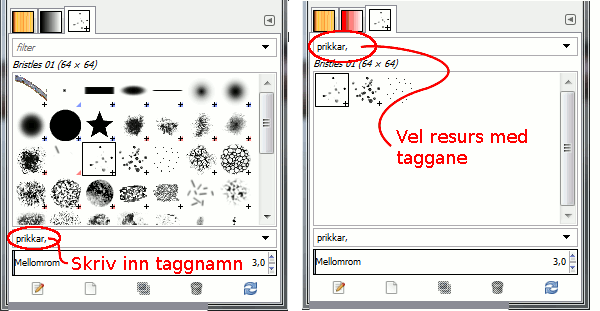 filter
Bristles 01 (64 × 64)
prikkar,
Mellomrom 3,0
Skriv inn taggnamn
prikkar,
Bristles 01 (64 × 64)
Vel resurs med
taggane
prikkar,
Mellomrom 3,0